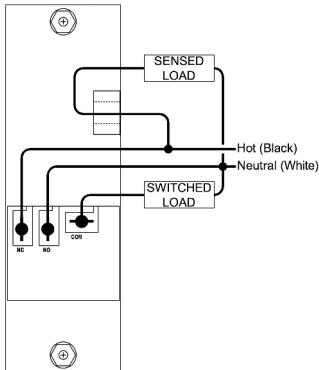 SENSED
LOAD
Hot (Black)
Neutral (White)
SWITCHED
LOAD
NC
NO
COM